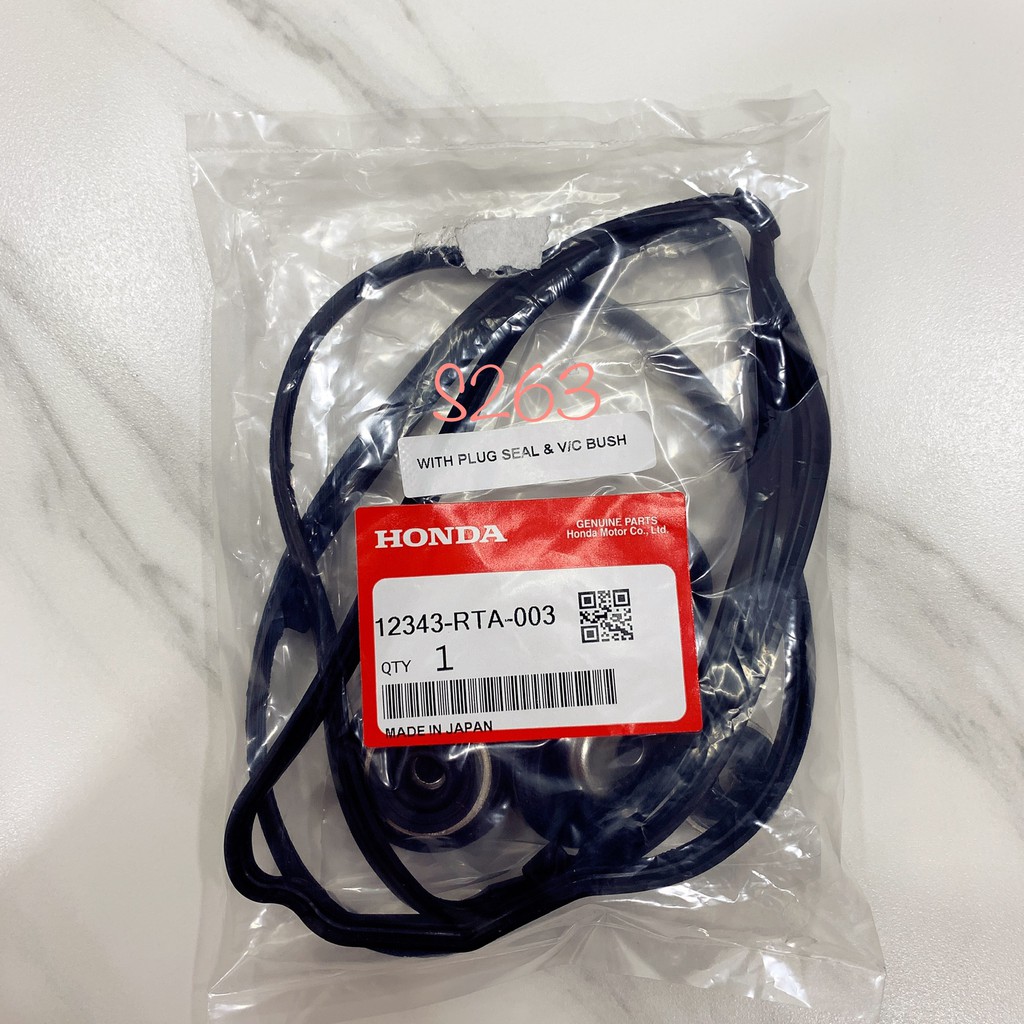 8263
WITH PLUG SEAL & V/C BUSH
HONDA
GENUINE PARTS
Honda Motor Co., Ltd.
12343-RTA-003
QTY 1
MADE IN JAPAN